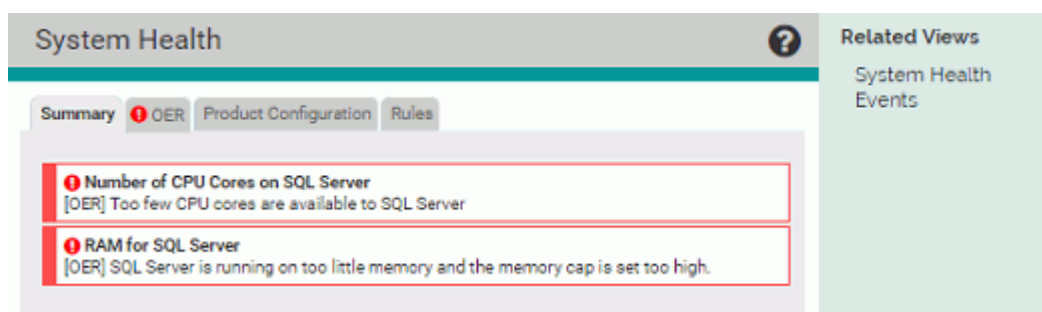 System Health
Related Views
System Health
Events
Summary OER Product Configuration Rules
Number of CPU Cores on SQL Server
[OER] Too few CPU cores are available to SQL Server
RAM for SQL Server
[OER] SQL Server is running on too little memory and the memory cap is set too high.